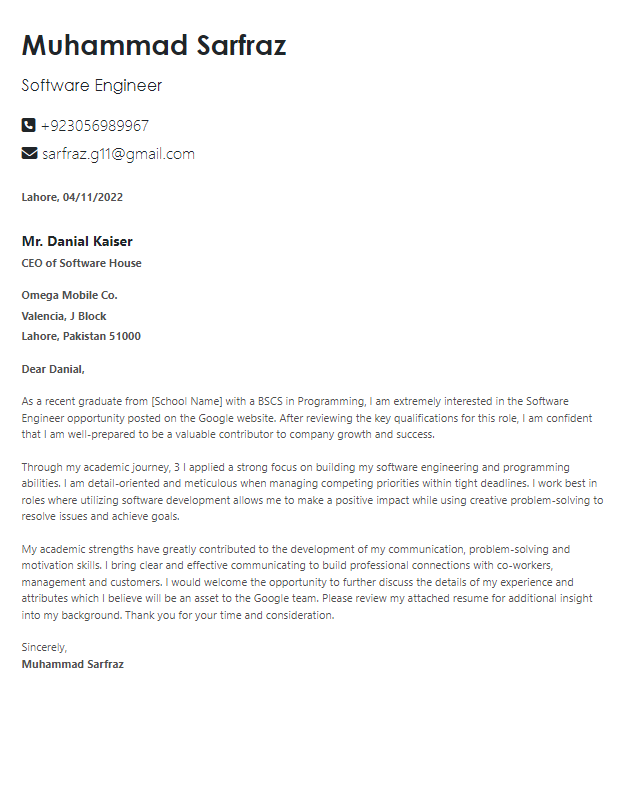 Muhammad Sarfraz
Software Engineer
+923056989967
sarfraz.g11@gmail.com
Lahore, 04/11/2022
Mr. Danial Kaiser
CEO of Software House
Omega Mobile Co.
Valencia, J Block
Lahore, Pakistan 51000
Dear Danial,
As a recent graduate from [School Name] with a BSCS in Programming, I am extremely interested in the Software
Engineer opportunity posted on the Google website. After reviewing the key qualifications for this role, I am confident
that I am well-prepared to be a valuable contributor to company growth and success.
Through my academic journey, 3 I applied a strong focus on building my software engineering and programming
abilities. I am detail-oriented and meticulous when managing competing priorities within tight deadlines. I work best in
roles where utilizing software development allows me to make a positive impact while using creative problem-solving to
resolve issues and achieve goals.
My academic strengths have greatly contributed to the development of my communication, problem-solving and
motivation skills. I bring clear and effective communicating to build professional connections with co-workers,
management and customers. I would welcome the opportunity to further discuss the details of my experience and
attributes which I believe will be an asset to the Google team. Please review my attached resume for additional insight
into my background. Thank you for your time and consideration.
Sincerely,
Muhammad Sarfraz